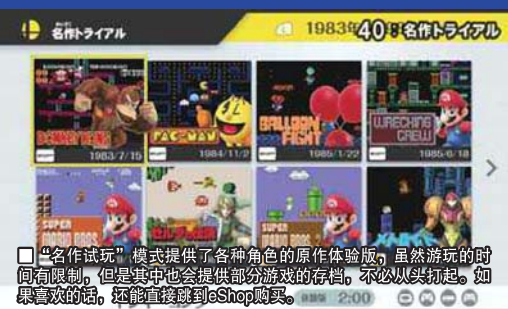 名作トライアル
1983年
40：名作トライアル
DONKEY KONG
1983/7/15
PAC-MAN
1984/11/2
BALLOON FIGHT
1985/1/22
WRECKING CREW
1985/6/18
SUPER
MARIO BROS.
ゼルダの伝説
SUPER
MARIO BROS.
メトロイド
“名作试玩”模式提供了各种角色的原作体验版，虽然游玩的时
间有限制，但是其中也会提供部分游戏的存档，不必从头打起。如
果喜欢的话，还能直接跳到eShop购买。
2:00